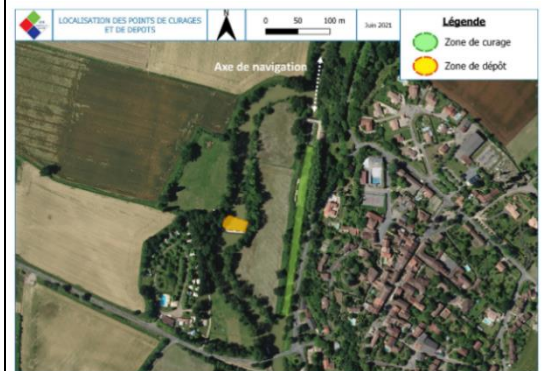 LOCALISATION DES POINTS DE CURAGES
ET DE DEPOTS
N
0 50 100 m
Juin 2021
Légende
Zone de curage
Zone de dépôt
Axe de navigation